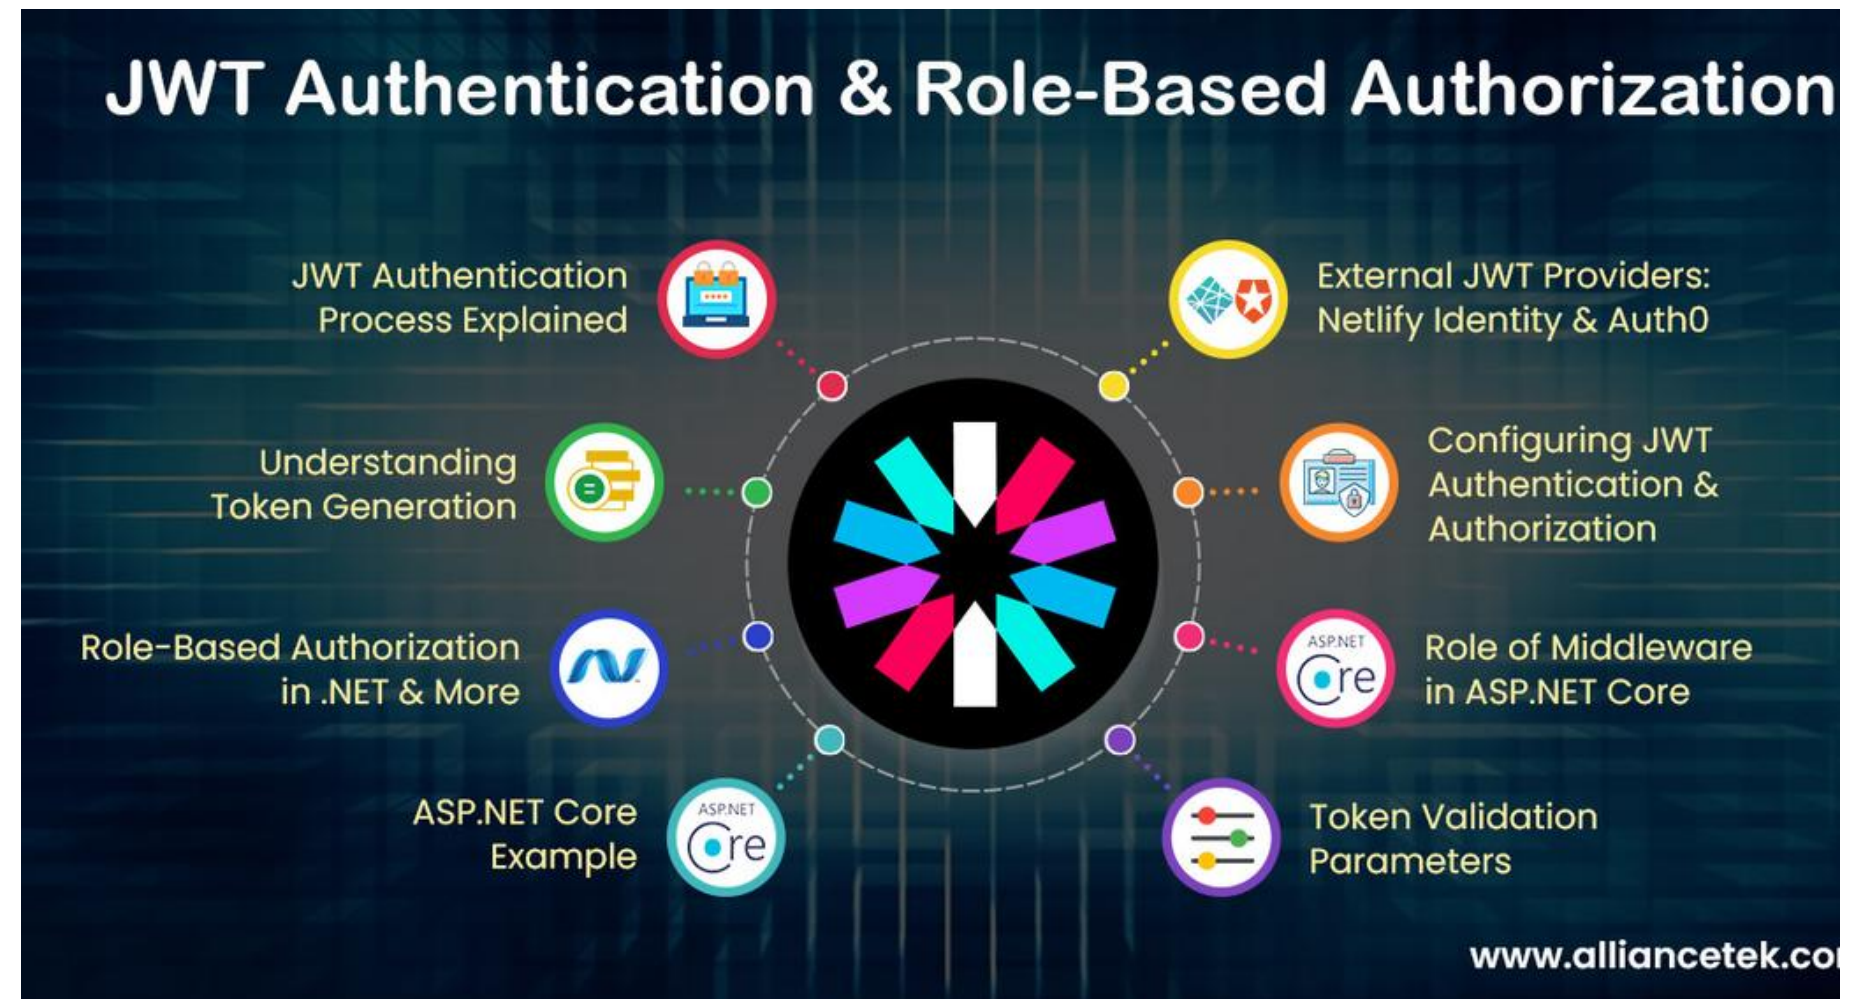 JWT Authentication & Role-Based Authorization
JWT Authentication
Process Explained
Understanding
Token Generation
Role-Based Authorization
in .NET & More
ASP.NET Core
Example
ASP.NET
Core
External JWT Providers:
Netlify Identity & Auth0
Configuring JWT
Authentication &
Authorization
ASP.NET
Core
Role of Middleware
in ASP.NET Core
Token Validation
Parameters
www.alliancetek.co